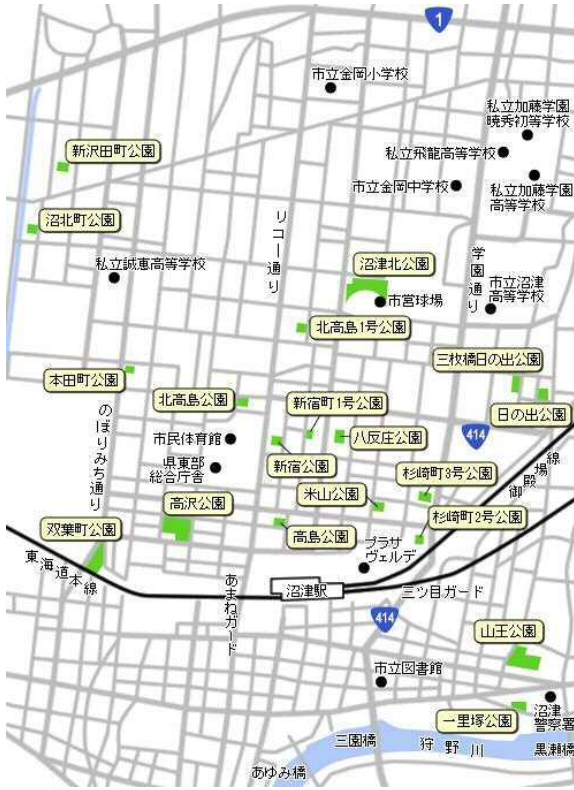 1
市立金岡小学校
私立加藤学園
暁秀初等学校
私立飛龍高等学校
市立金岡中学校
私立加藤学園
高等学校
新沢田町公園
沼北町公園
リコー通り
学園通り
私立誠恵高等学校
沼津北公園
市営球場
市立沼津
高等学校
北高島1号公園
三枚橋日の出公園
本田町公園
北高島公園
新宿町1号公園
日の出公園
のぼりみち通り
市民体育館
新宿公園
八反庄公園
414
県東部
総合庁舎
米山公園
杉崎町3号公園
御殿場線
高沢公園
高島公園
杉崎町2号公園
双葉町公園
プラサ
ヴェルデ
東海道本線
あまねガード
沼津駅
三ツ目ガード
414
山王公園
市立図書館
一里塚公園
沼津
警察署
三園橋
狩野川
黒瀬橋
あゆみ橋